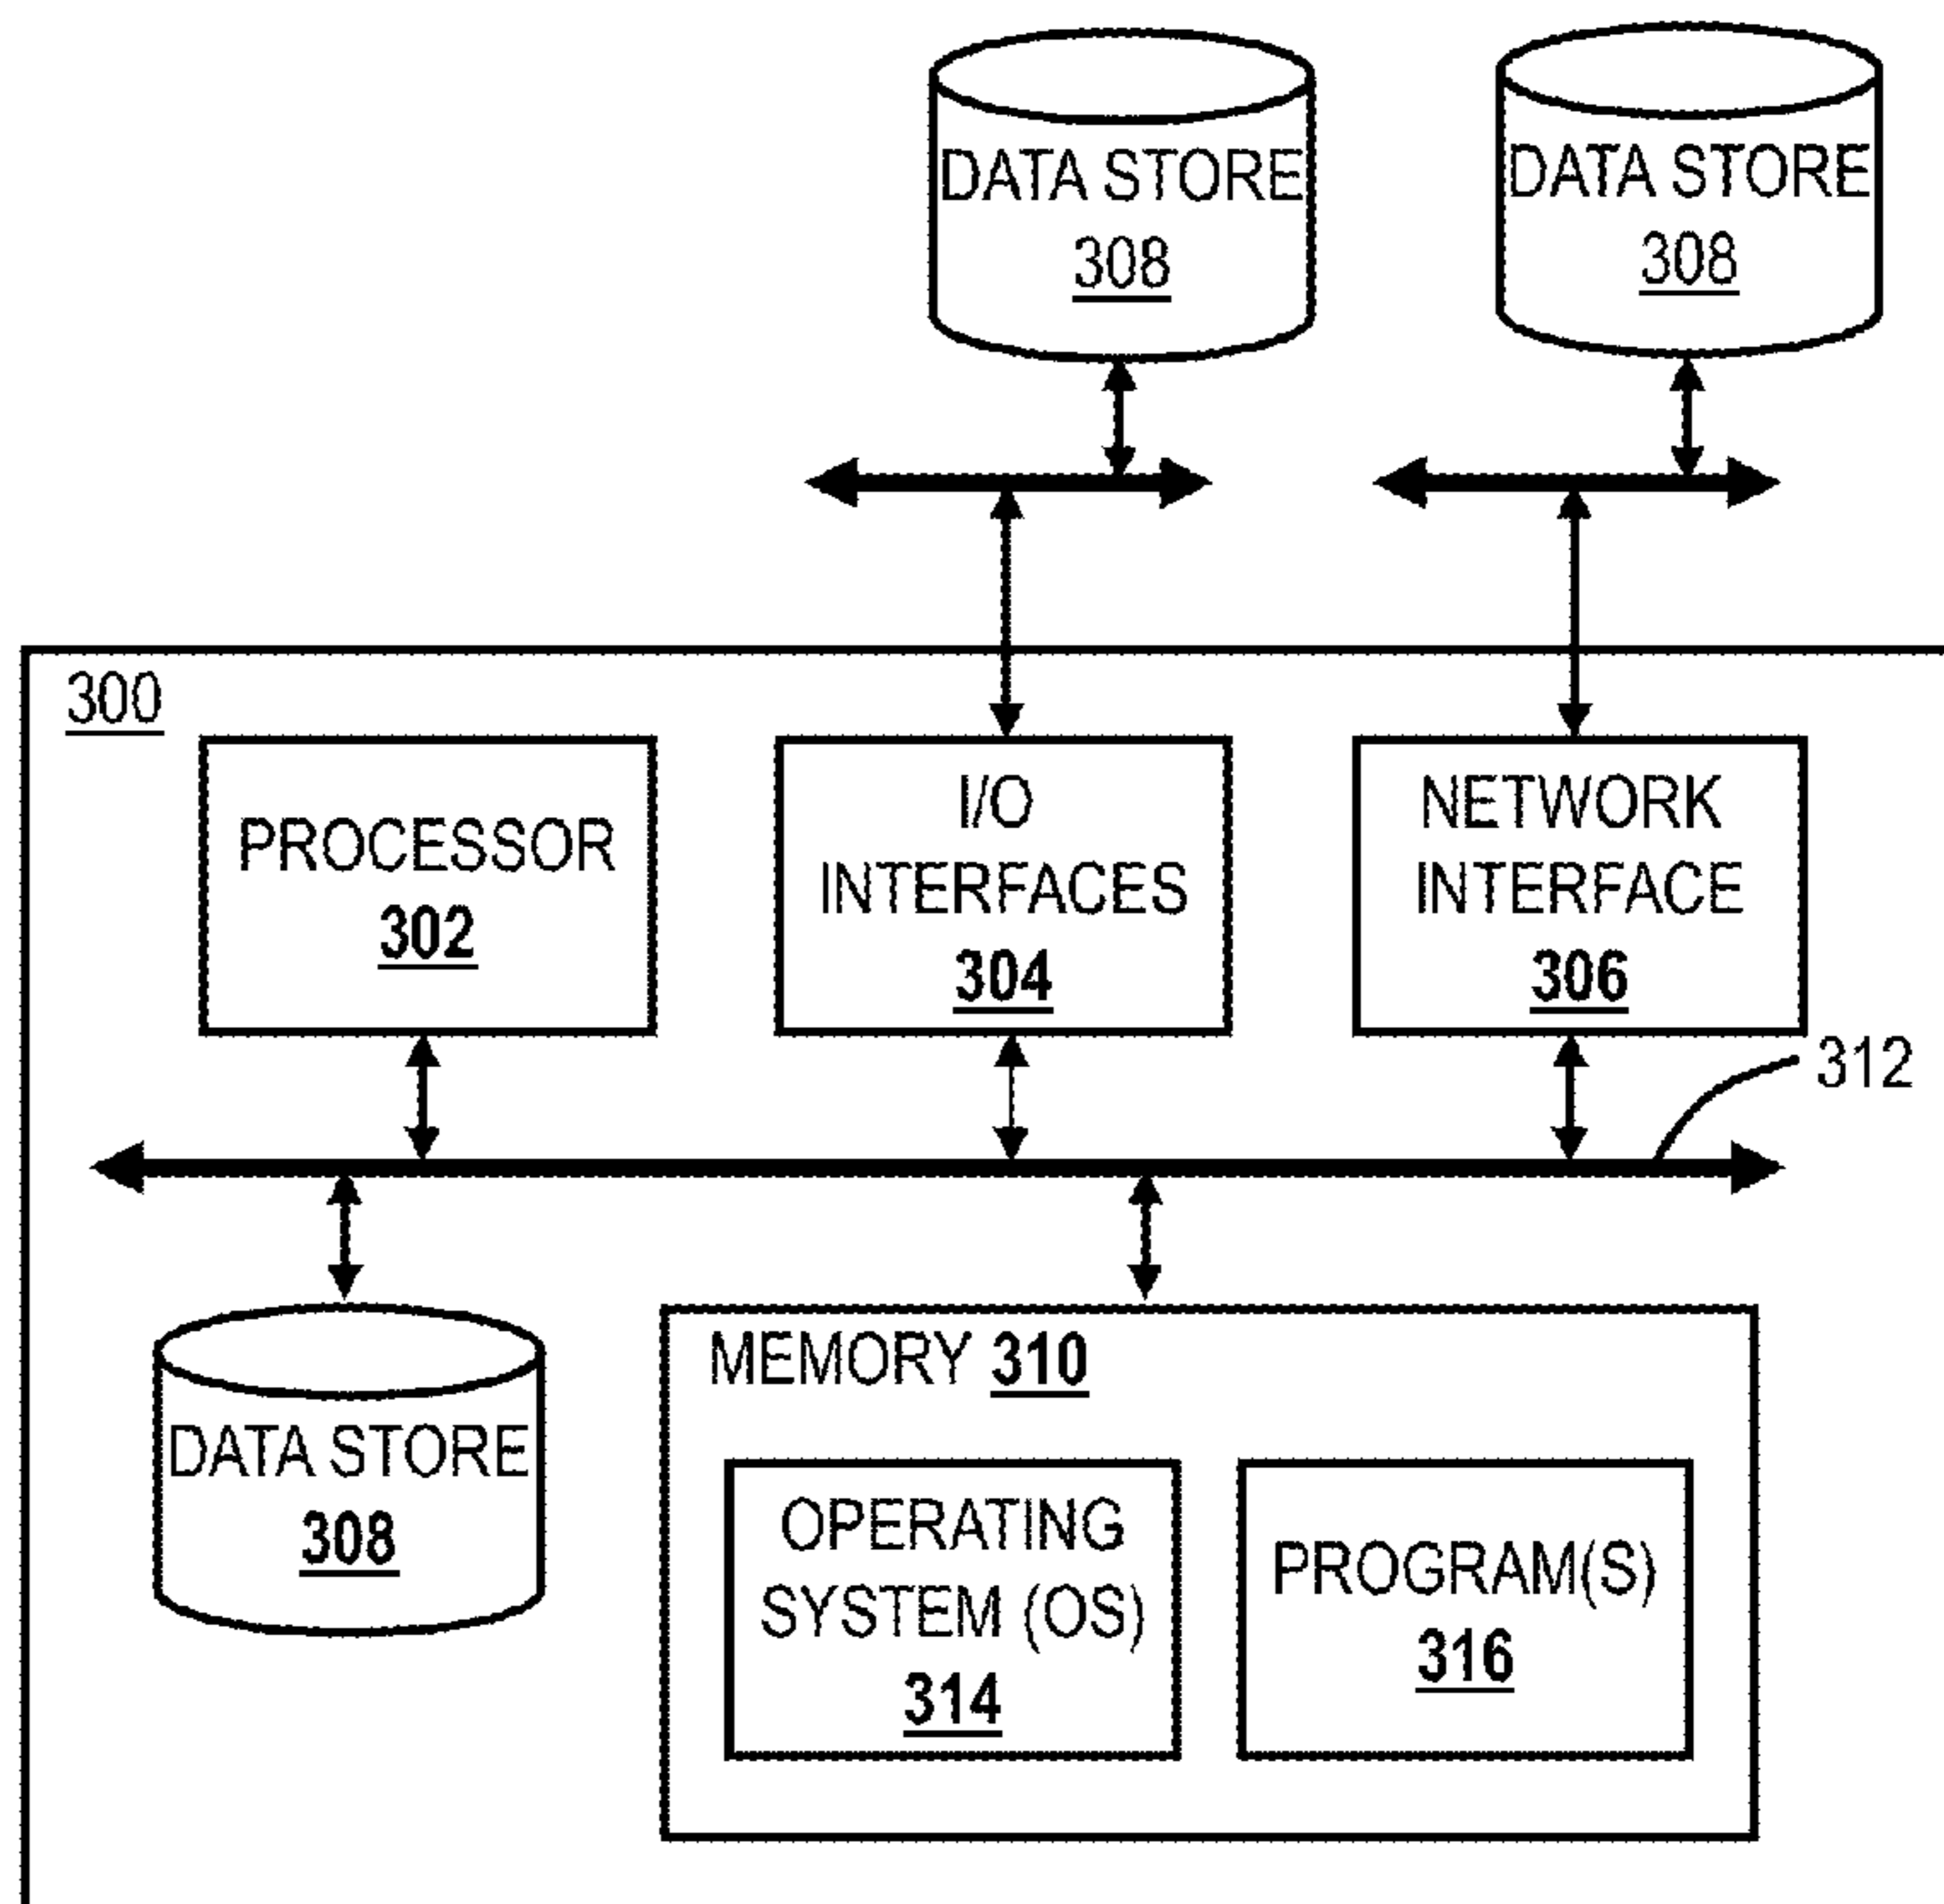 DATA STORE
308
DATA STORE
308
300
PROCESSOR
302
I/O
INTERFACES
304
NETWORK
INTERFACE
306
312
DATA STORE
308
MEMORY 310
OPERATING
SYSTEM (OS)
314
PROGRAM(S)
316